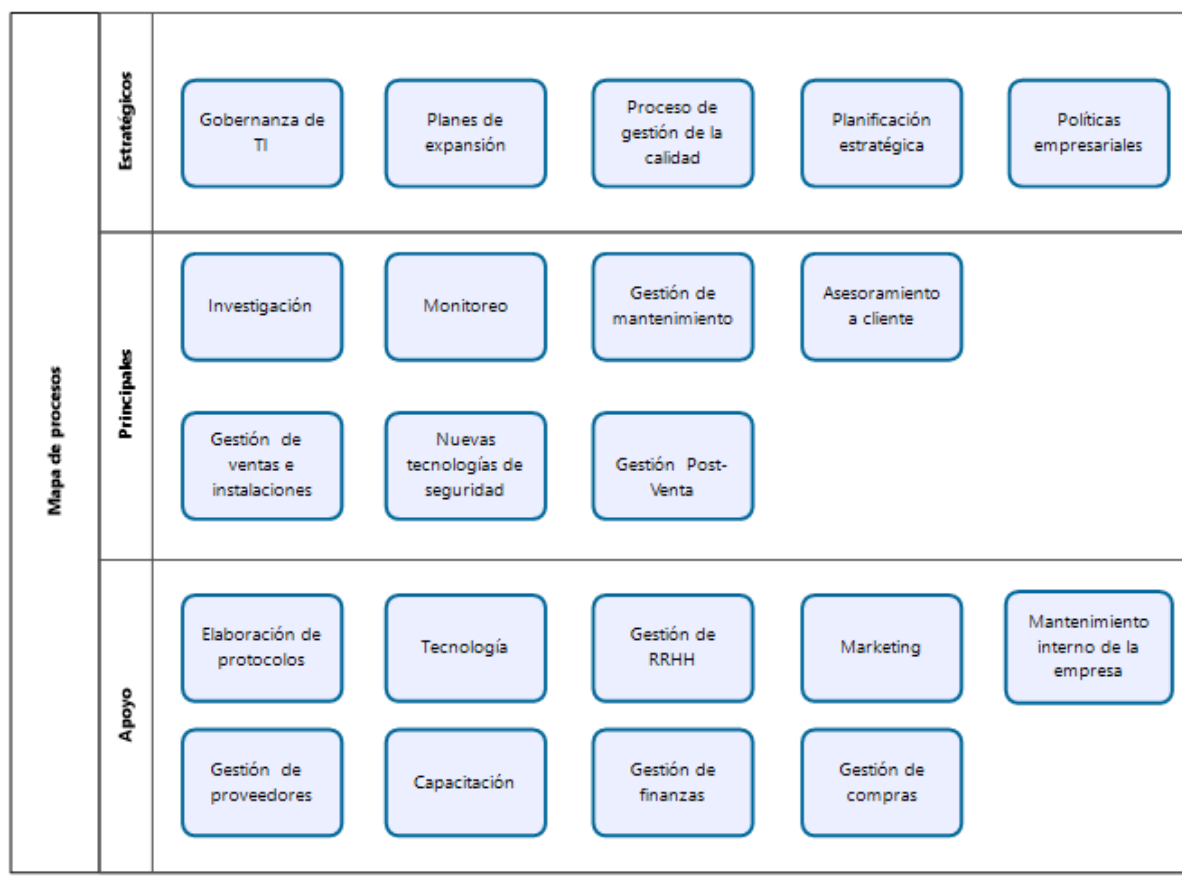 Mapa de procesos
Estratégicos
Gobernanza de
TI
Planes de
expansión
Proceso de
gestión de la
calidad
Planificación
estratégica
Políticas
empresariales
Principales
Investigación
Monitoreo
Gestión de
mantenimiento
Asesoramiento
a cliente
Gestión de
ventas e
instalaciones
Nuevas
tecnologías de
seguridad
Gestión Post-
Venta
Apoyo
Elaboración de
protocolos
Tecnología
Gestión de
RRHH
Marketing
Mantenimiento
interno de la
empresa
Gestión de
proveedores
Capacitación
Gestión de
finanzas
Gestión de
compras